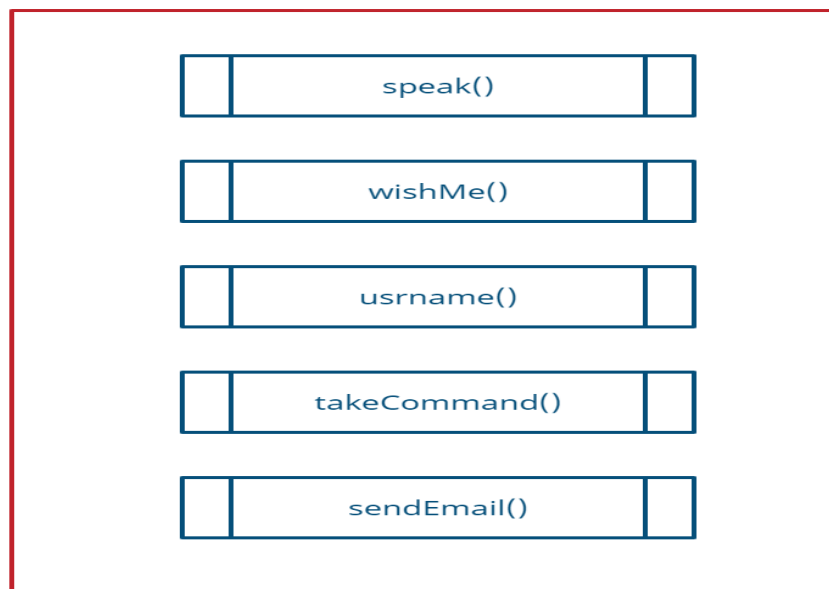 speak()
wishMe()
usrname()
takeCommand()
sendEmail()